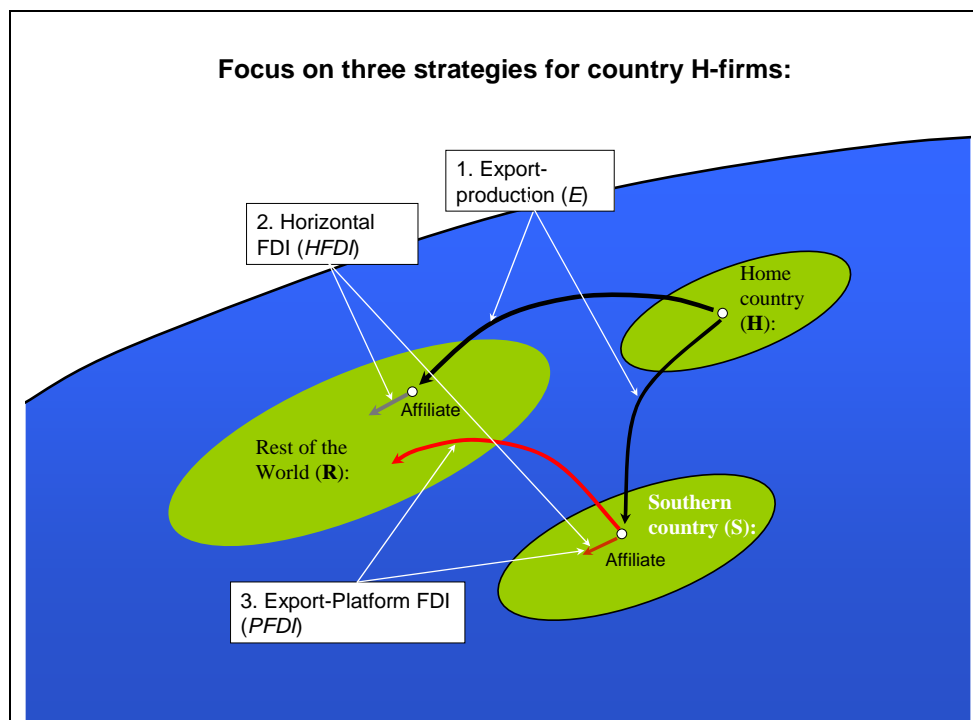 Focus on three strategies for country H-firms:
1. Export-
production (E)
2. Horizontal
FDI (HFDI)
Home
country
(H):
Affiliate
Rest of the
World (R):
Southern
country (S):
Affiliate
3. Export-Platform FDI
(PFDI)